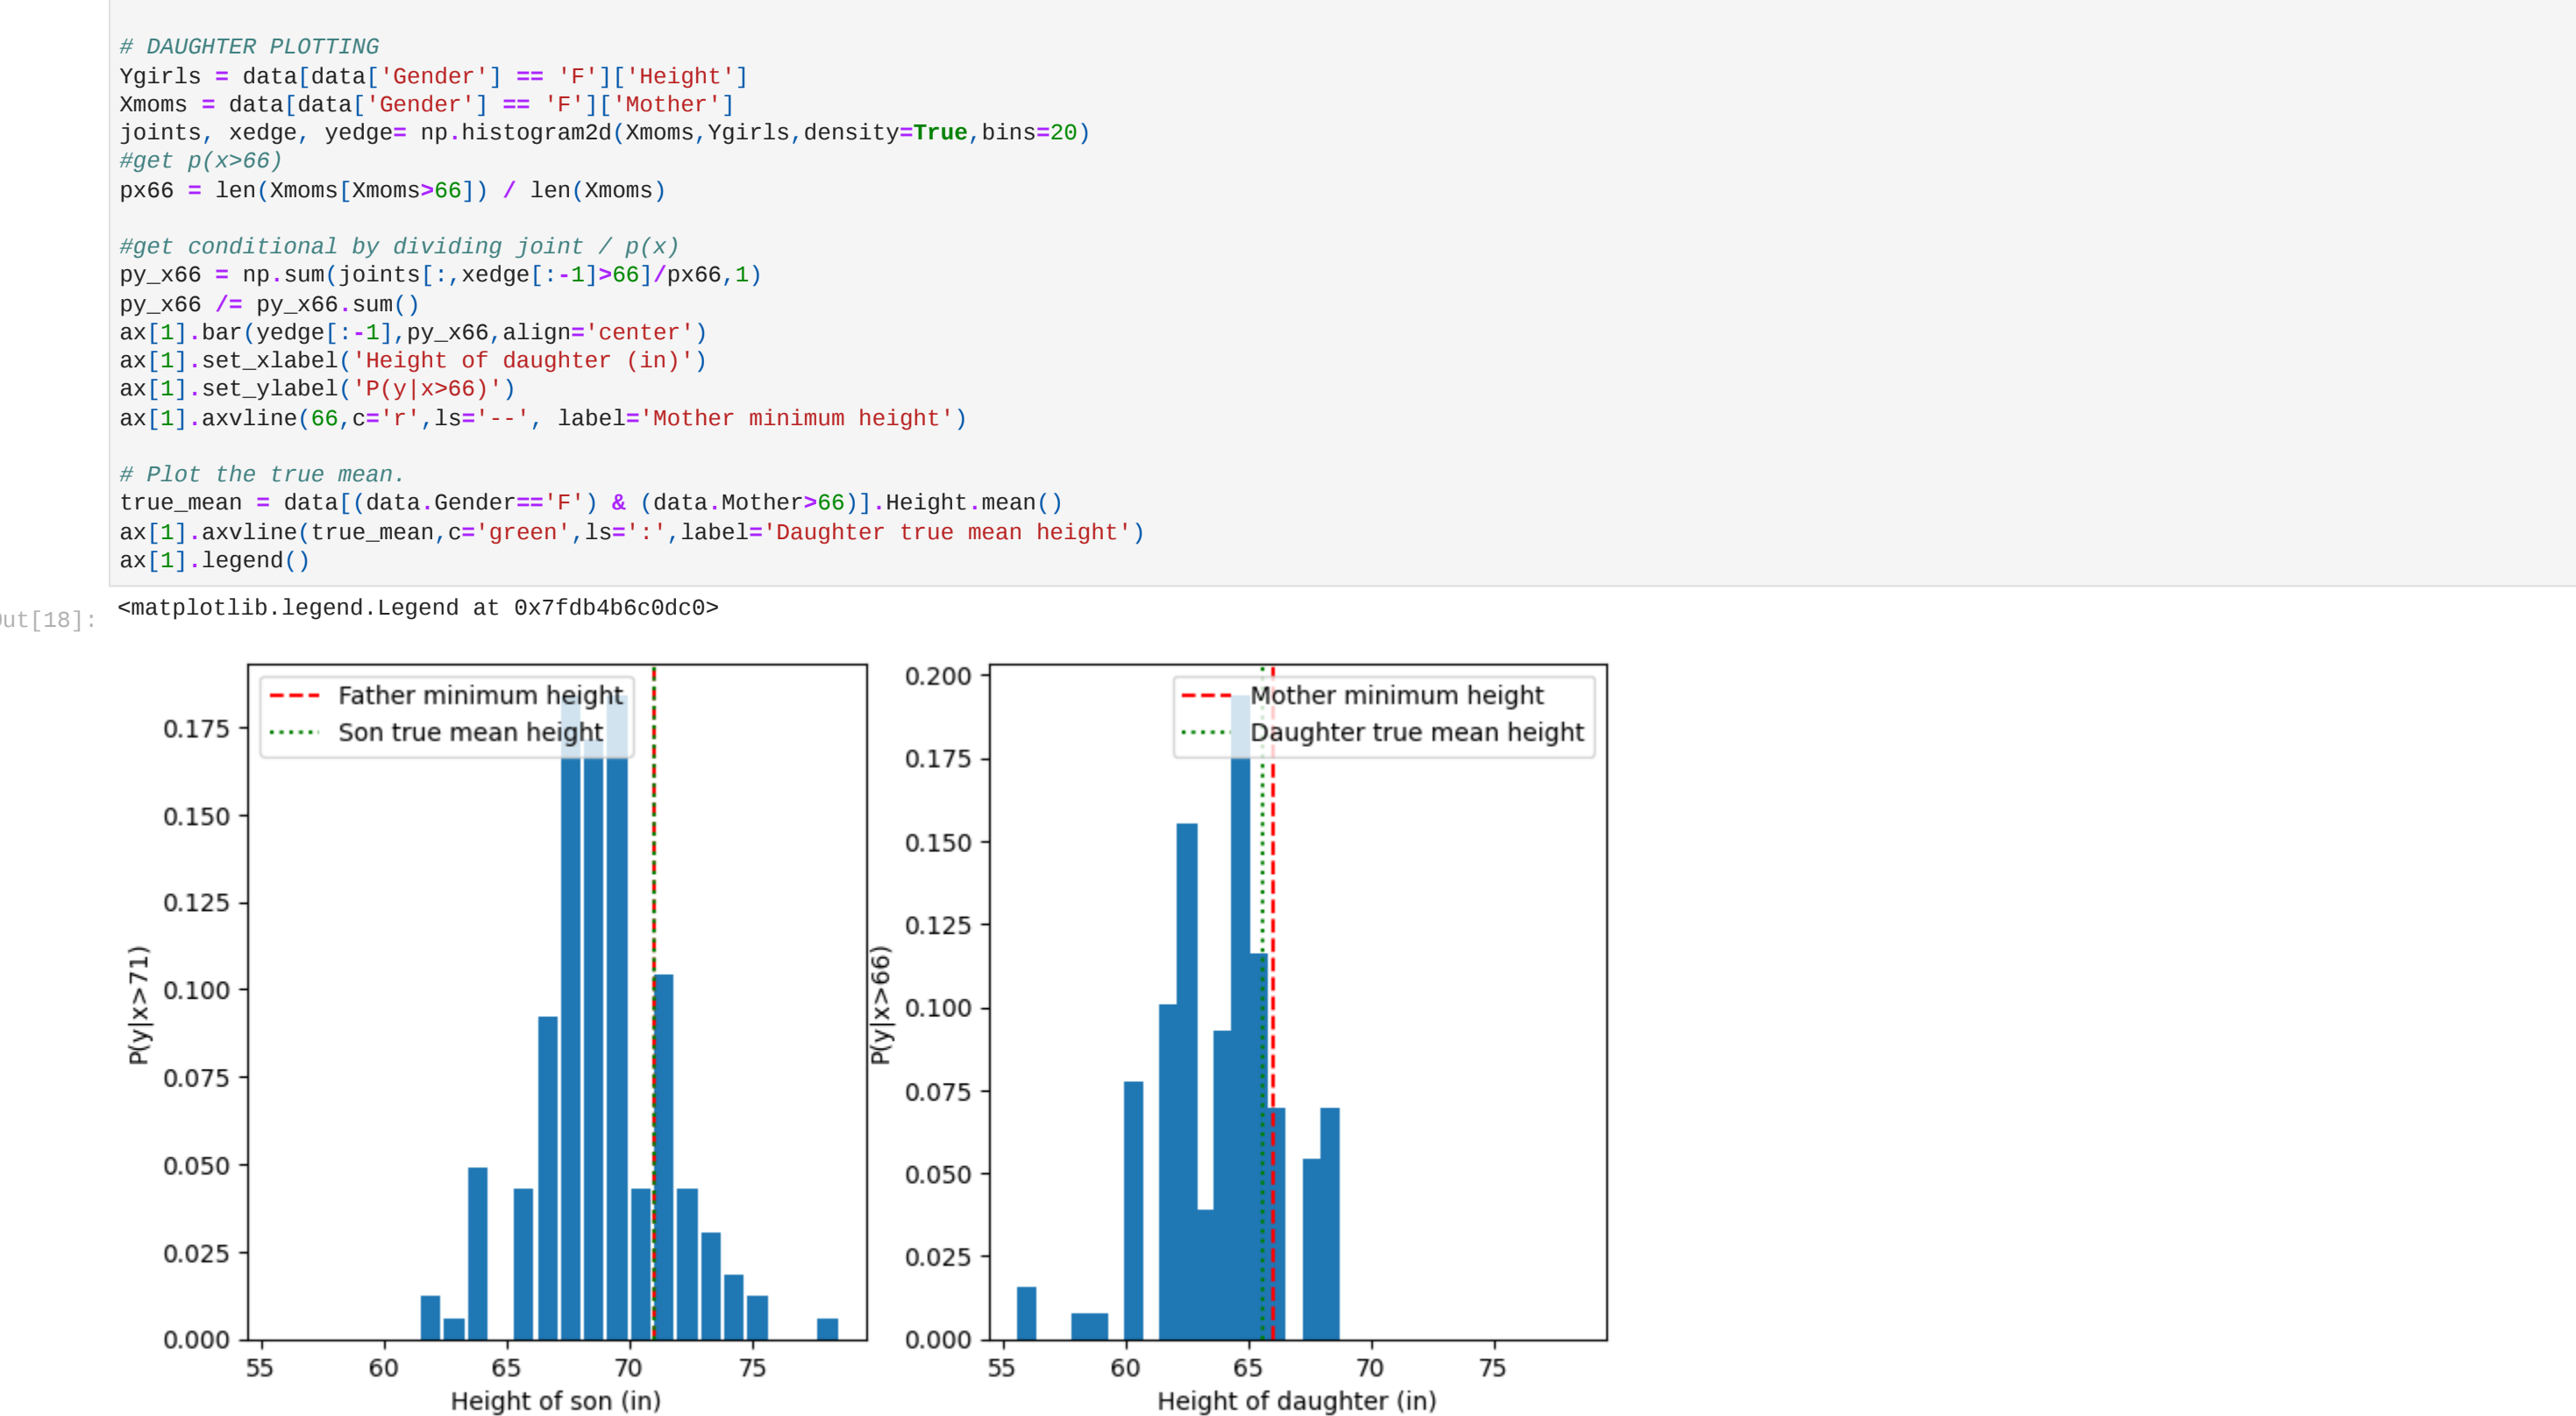 # DAUGHTER PLOTTING
Ygirls = data[data['Gender'] == 'F']['Height']
Xmoms = data[data['Gender'] == 'F']['Mother']
joints, xedge, yedge= np.histogram2d(Xmoms,Ygirls,density=True,bins=20)
#get p(x>66)
px66 = len(Xmoms[Xmoms>66]) / len(Xmoms)
#get conditional by dividing joint / p(x)
py_x66 = np.sum(joints[:,xedge[:-1]>66]/px66,1)
py_x66 /= py_x66.sum()
ax[1].bar(yedge[:-1],py_x66,align='center')
ax[1].set_xlabel('Height of daughter (in)')
ax[1].set_ylabel('P(y|x>66)')
ax[1].axvline(66,c='r',ls='--', label='Mother minimum height')
# Plot the true mean.
true_mean = data[(data.Gender=='F') & (data.Mother>66)].Height.mean()
ax[1].axvline(true_mean,c='green',ls=':',label='Daughter true mean height')
ax[1].legend()
<matplotlib.legend.Legend at 0x7fdb4b6c0dc0>
ut[18]:
Father minimum height
Son true mean height
0.175
0.150
0.125
0.100
0.075
0.050
0.025
0.000
P(y|x>71)
55 60 65 70 75
Height of son (in)
Mother minimum height
Daughter true mean height
0.200
0.175
0.150
0.125
0.100
0.075
0.050
0.025
0.000
P(y|x>66)
55 60 65 70 75
Height of daughter (in)